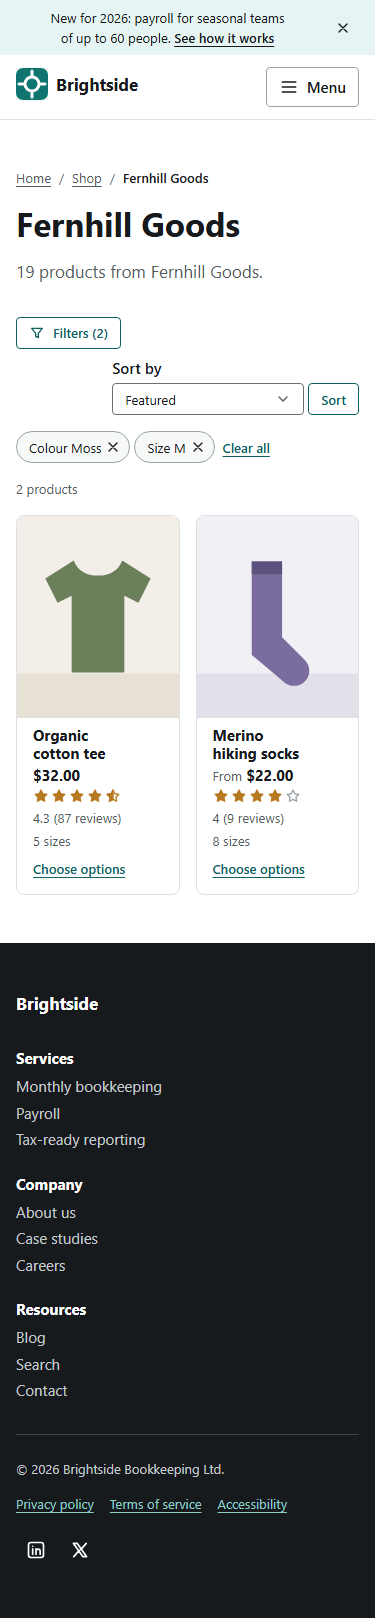 New for 2026: payroll for seasonal teams
of up to 60 people. See how it works
Brightside
Menu
Home / Shop / Fernhill Goods
Fernhill Goods
19 products from Fernhill Goods.
Filters (2)
Sort by
Featured
Sort
Colour Moss
Size M
Clear all
2 products
Organic
cotton tee
$32.00
4.3 (87 reviews)
5 sizes
Choose options
Merino
hiking socks
From $22.00
4 (9 reviews)
8 sizes
Choose options
Brightside
Services
Monthly bookkeeping
Payroll
Tax-ready reporting
Company
About us
Case studies
Careers
Resources
Blog
Search
Contact
© 2026 Brightside Bookkeeping Ltd.
Privacy policy Terms of service Accessibility